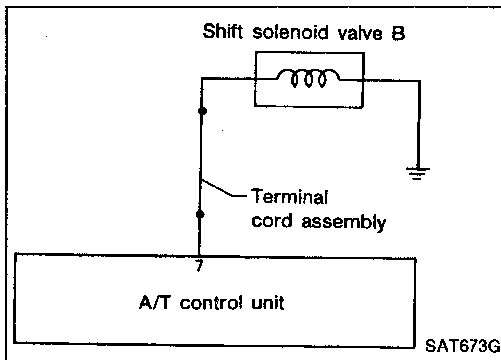 Shift solenoid valve B
Terminal
cord assembly
7
A/T control unit
SAT673G